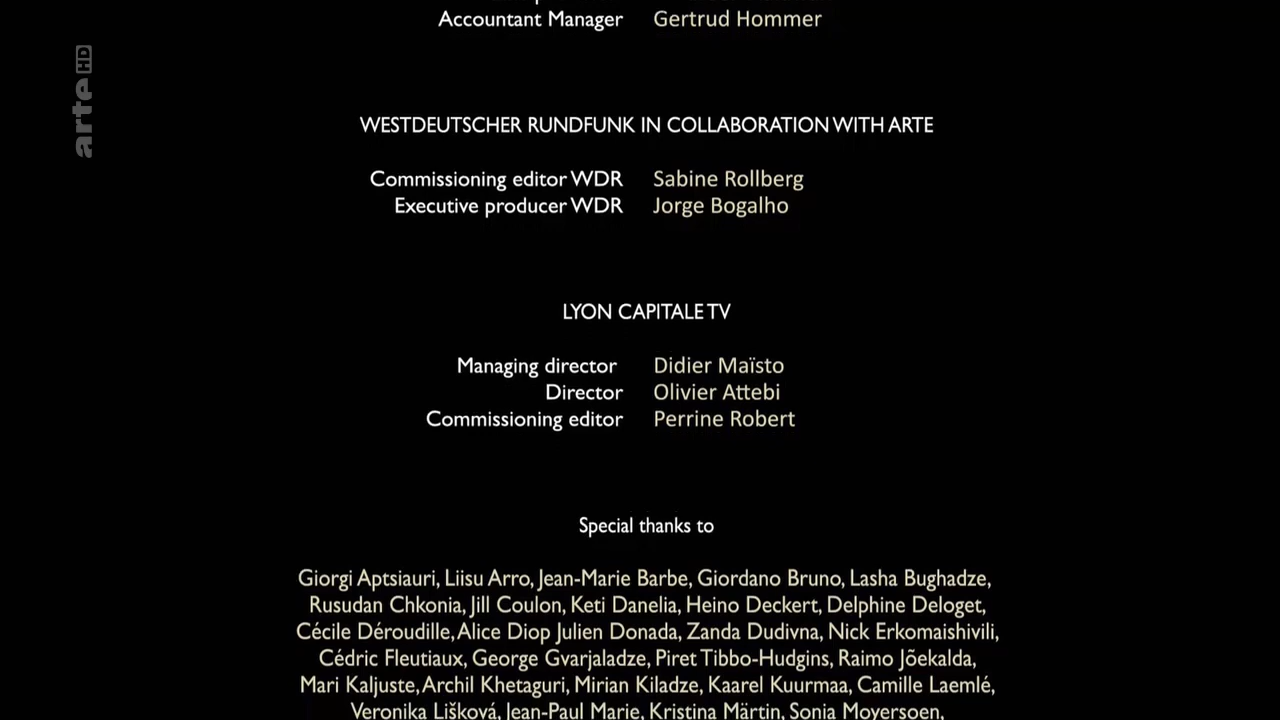 Accountant Manager Gertrud Hommer
arte HD
WESTDEUTSCHER RUNDFUNK IN COLLABORATION WITH ARTE
Commissioning editor WDR Sabine Rollberg
Executive producer WDR Jorge Bogalho
LYON CAPITALE TV
Managing director Didier Maïsto
Director Olivier Attebi
Commissioning editor Perrine Robert
Special thanks to
Giorgi Aptsiauri, Liisu Arro, Jean-Marie Barbe, Giordano Bruno, Lasha Bughadze,
Rusudan Chkonia, Jill Coulon, Keti Danelia, Heino Deckert, Delphine Deloget,
Cécile Déroudille, Alice Diop Julien Donada, Zanda Dudivna, Nick Erkomaishivili,
Cédric Fleutiaux, George Gvarjaladze, Piret Tibbo-Hudgins, Raimo Jõekalda,
Mari Kaljuste, Archil Khetaguri, Mirian Kiladze, Kaarel Kuurmaa, Camille Laemlé,
Veronika Lišková, Jean-Paul Marie, Kristina Märtin, Sonia Moyersoen,